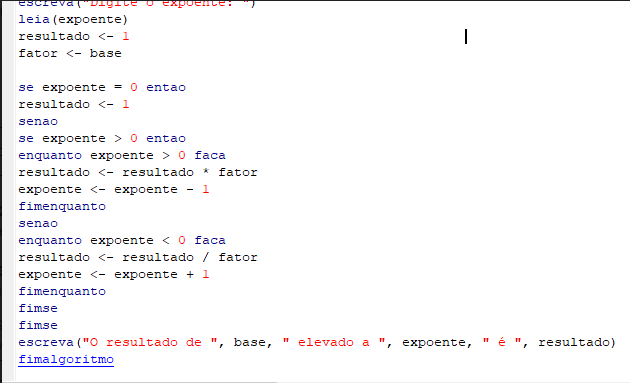 escreva("Digite o expoente: ")
leia(expoente)
resultado <- 1
fator <- base
se expoente = 0 entao
resultado <- 1
senao
se expoente > 0 entao
enquanto expoente > 0 faca
resultado <- resultado * fator
expoente <- expoente - 1
fimenquanto
senao
enquanto expoente < 0 faca
resultado <- resultado / fator
expoente <- expoente + 1
fimenquanto
fimse
fimse
escreva("O resultado de ", base, " elevado a ", expoente, " é ", resultado)
fimalgoritmo